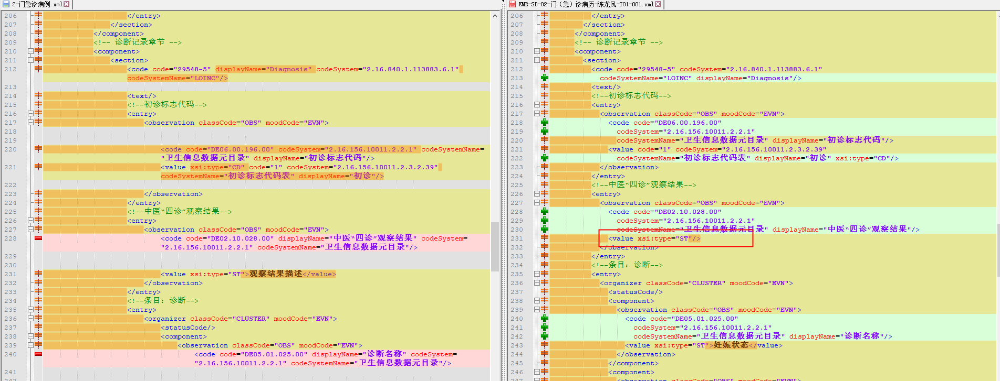 2-门急诊病例.xml
206 </entry>
207 </section>
208 </component>
209 <!-- 诊断记录章节 -->
210 <component>
211 <section>
212 <code code="29548-5" displayName="Diagnosis" codeSystem="2.16.840.1.113883.6.1"
codeSystemName="LOINC"/>
213
214 <text/>
215 <!--初诊标志代码-->
216 <entry>
217 <observation classCode="OBS" moodCode="EVN">
218
219
220 <code code="DE06.00.196.00" codeSystem="2.16.156.10011.2.2.1" codeSystemName=
"卫生信息数据元目录" displayName="初诊标志代码"/>
221 <value xsi:type="CD" code="1" codeSystem="2.16.156.10011.2.3.2.39"
codeSystemName="初诊标志代码表" displayName="初诊"/>
222
223 </observation>
224 </entry>
225 <!--中医“四诊”观察结果-->
226 <entry>
227 <observation classCode="OBS" moodCode="EVN">
228 <code code="DE02.10.028.00" displayName="中医“四诊”观察结果" codeSystem=
"2.16.156.10011.2.2.1" codeSystemName="卫生信息数据元目录"/>
229
230
231 <value xsi:type="ST">观察结果描述</value>
232 </observation>
233 </entry>
234 <!--条目：诊断-->
235 <entry>
236 <organizer classCode="CLUSTER" moodCode="EVN">
237 <statusCode/>
238 <component>
239 <observation classCode="OBS" moodCode="EVN">
240 <code code="DE05.01.025.00" displayName="诊断名称" codeSystem=
"2.16.156.10011.2.2.1" codeSystemName="卫生信息数据元目录"/>
241
EMR-SD-02-门（急）诊病历-陈龙凤-T01-001.xml
206 </entry>
207 </section>
208 </component>
209 <!-- 诊断记录章节 -->
210 <component>
211 <section>
212 <code code="29548-5" codeSystem="2.16.840.1.113883.6.1"
213 codeSystemName="LOINC" displayName="Diagnosis"/>
214 <text/>
215 <!--初诊标志代码-->
216 <entry>
217 <observation classCode="OBS" moodCode="EVN">
218 <code code="DE06.00.196.00"
219 codeSystem="2.16.156.10011.2.2.1"
220 codeSystemName="卫生信息数据元目录" displayName="初诊标志代码"/>
221 <value code="1" codeSystem="2.16.156.10011.2.3.2.39"
222 codeSystemName="初诊标志代码表" displayName="初诊" xsi:type="CD"/>
223 </observation>
224 </entry>
225 <!--中医“四诊”观察结果-->
226 <entry>
227 <observation classCode="OBS" moodCode="EVN">
228 <code code="DE02.10.028.00"
229 codeSystem="2.16.156.10011.2.2.1"
230 codeSystemName="卫生信息数据元目录" displayName="中医“四诊”观察结果"/>
231 <value xsi:type="ST"/>
232 </observation>
233 </entry>
234 <!--条目：诊断-->
235 <entry>
236 <organizer classCode="CLUSTER" moodCode="EVN">
237 <statusCode/>
238 <component>
239 <observation classCode="OBS" moodCode="EVN">
240 <code code="DE05.01.025.00"
241 codeSystem="2.16.156.10011.2.2.1"
242 codeSystemName="卫生信息数据元目录" displayName="诊断名称"/>
243 <value xsi:type="ST">妊娠状态</value>
244 </observation>
245 </component>
246 <component>